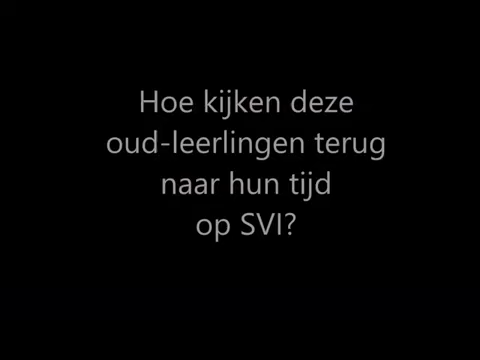 Hoe kijken deze
oud-leerlingen terug
naar hun tijd
op SVI?